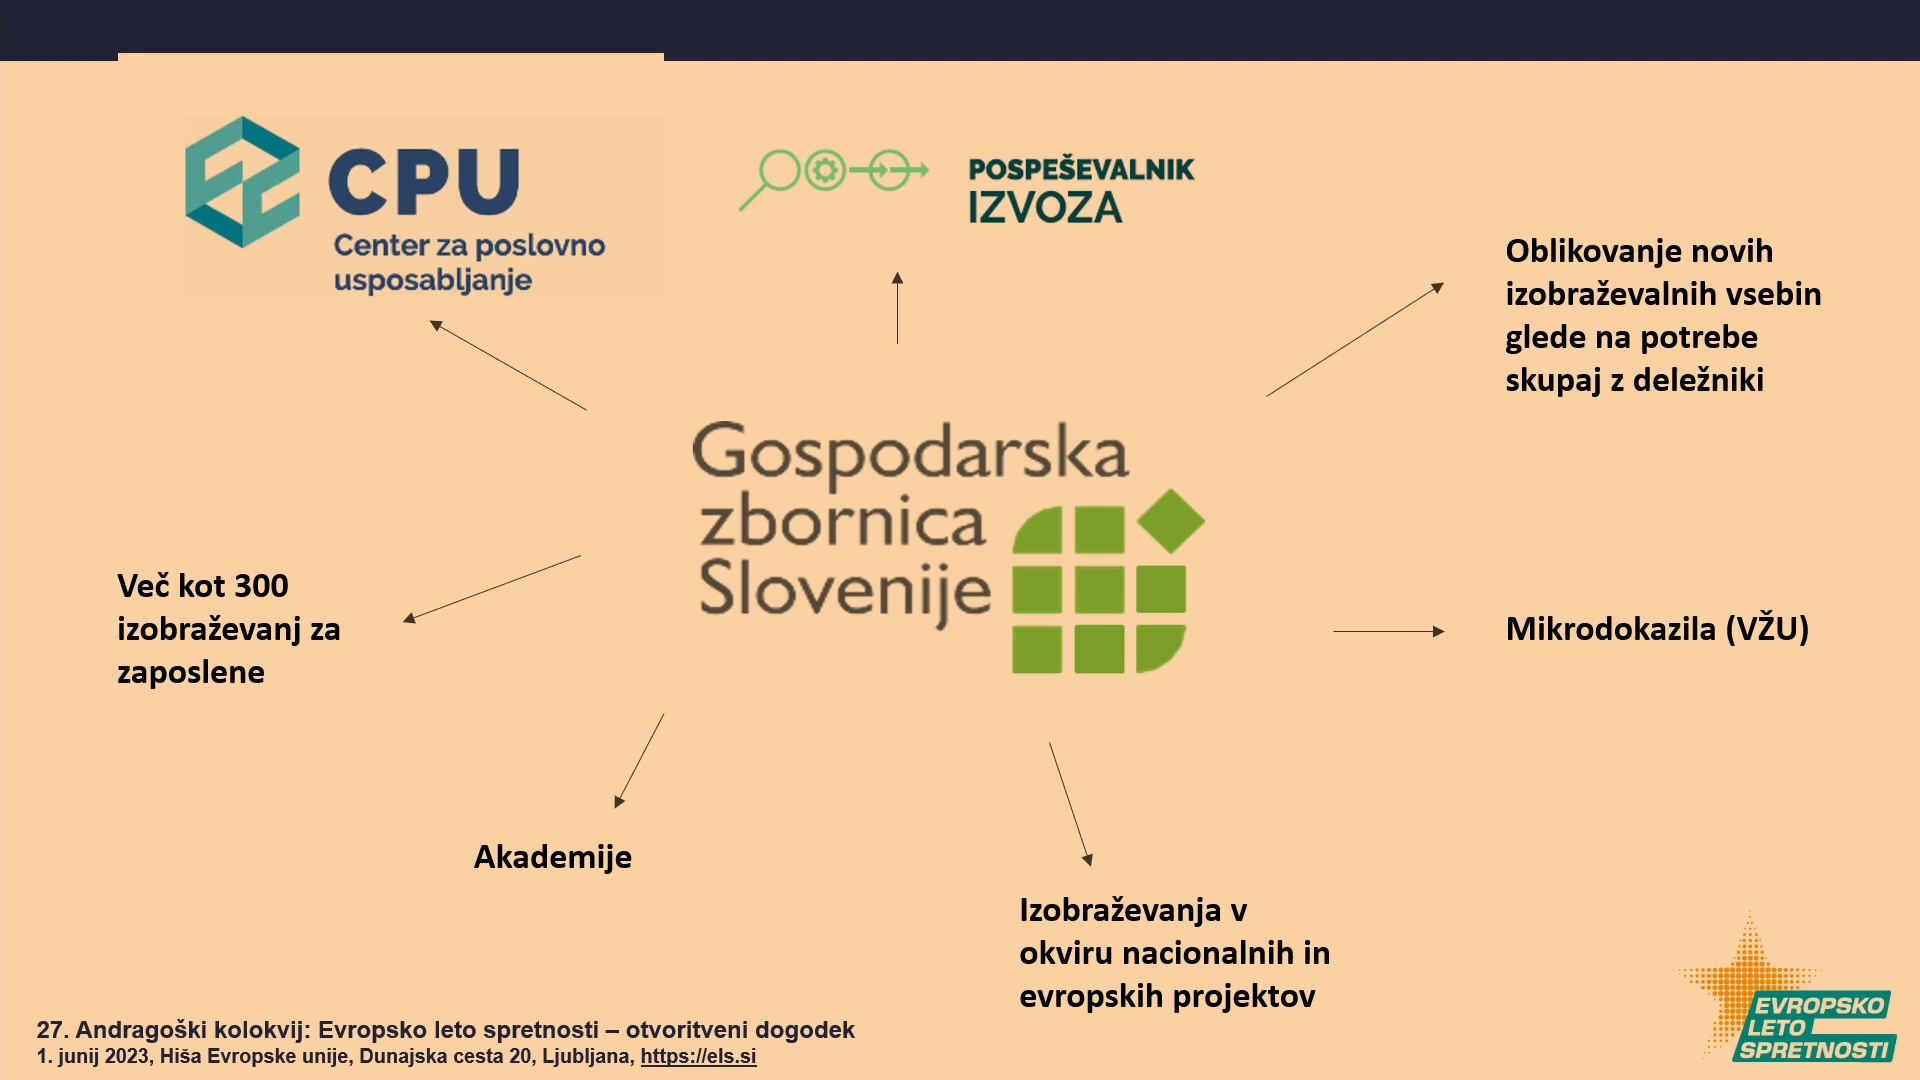 CPU
Center za poslovno
usposabljanje
POSPEŠEVALNIK
IZVOZA
Oblikovanje novih
izobraževalnih vsebin
glede na potrebe
skupaj z deležniki
Gospodarska
zbornica
Slovenije
Več kot 300
izobraževanj za
zaposlene
Mikrodokazila (VŽU)
Akademije
Izobraževanja v
okviru nacionalnih in
evropskih projektov
27. Andragoški kolokvij: Evropsko leto spretnosti – otvoritveni dogodek
1. junij 2023, Hiša Evropske unije, Dunajska cesta 20, Ljubljana, https://els.si
EVROPSKO
LETO
SPRETNOSTI